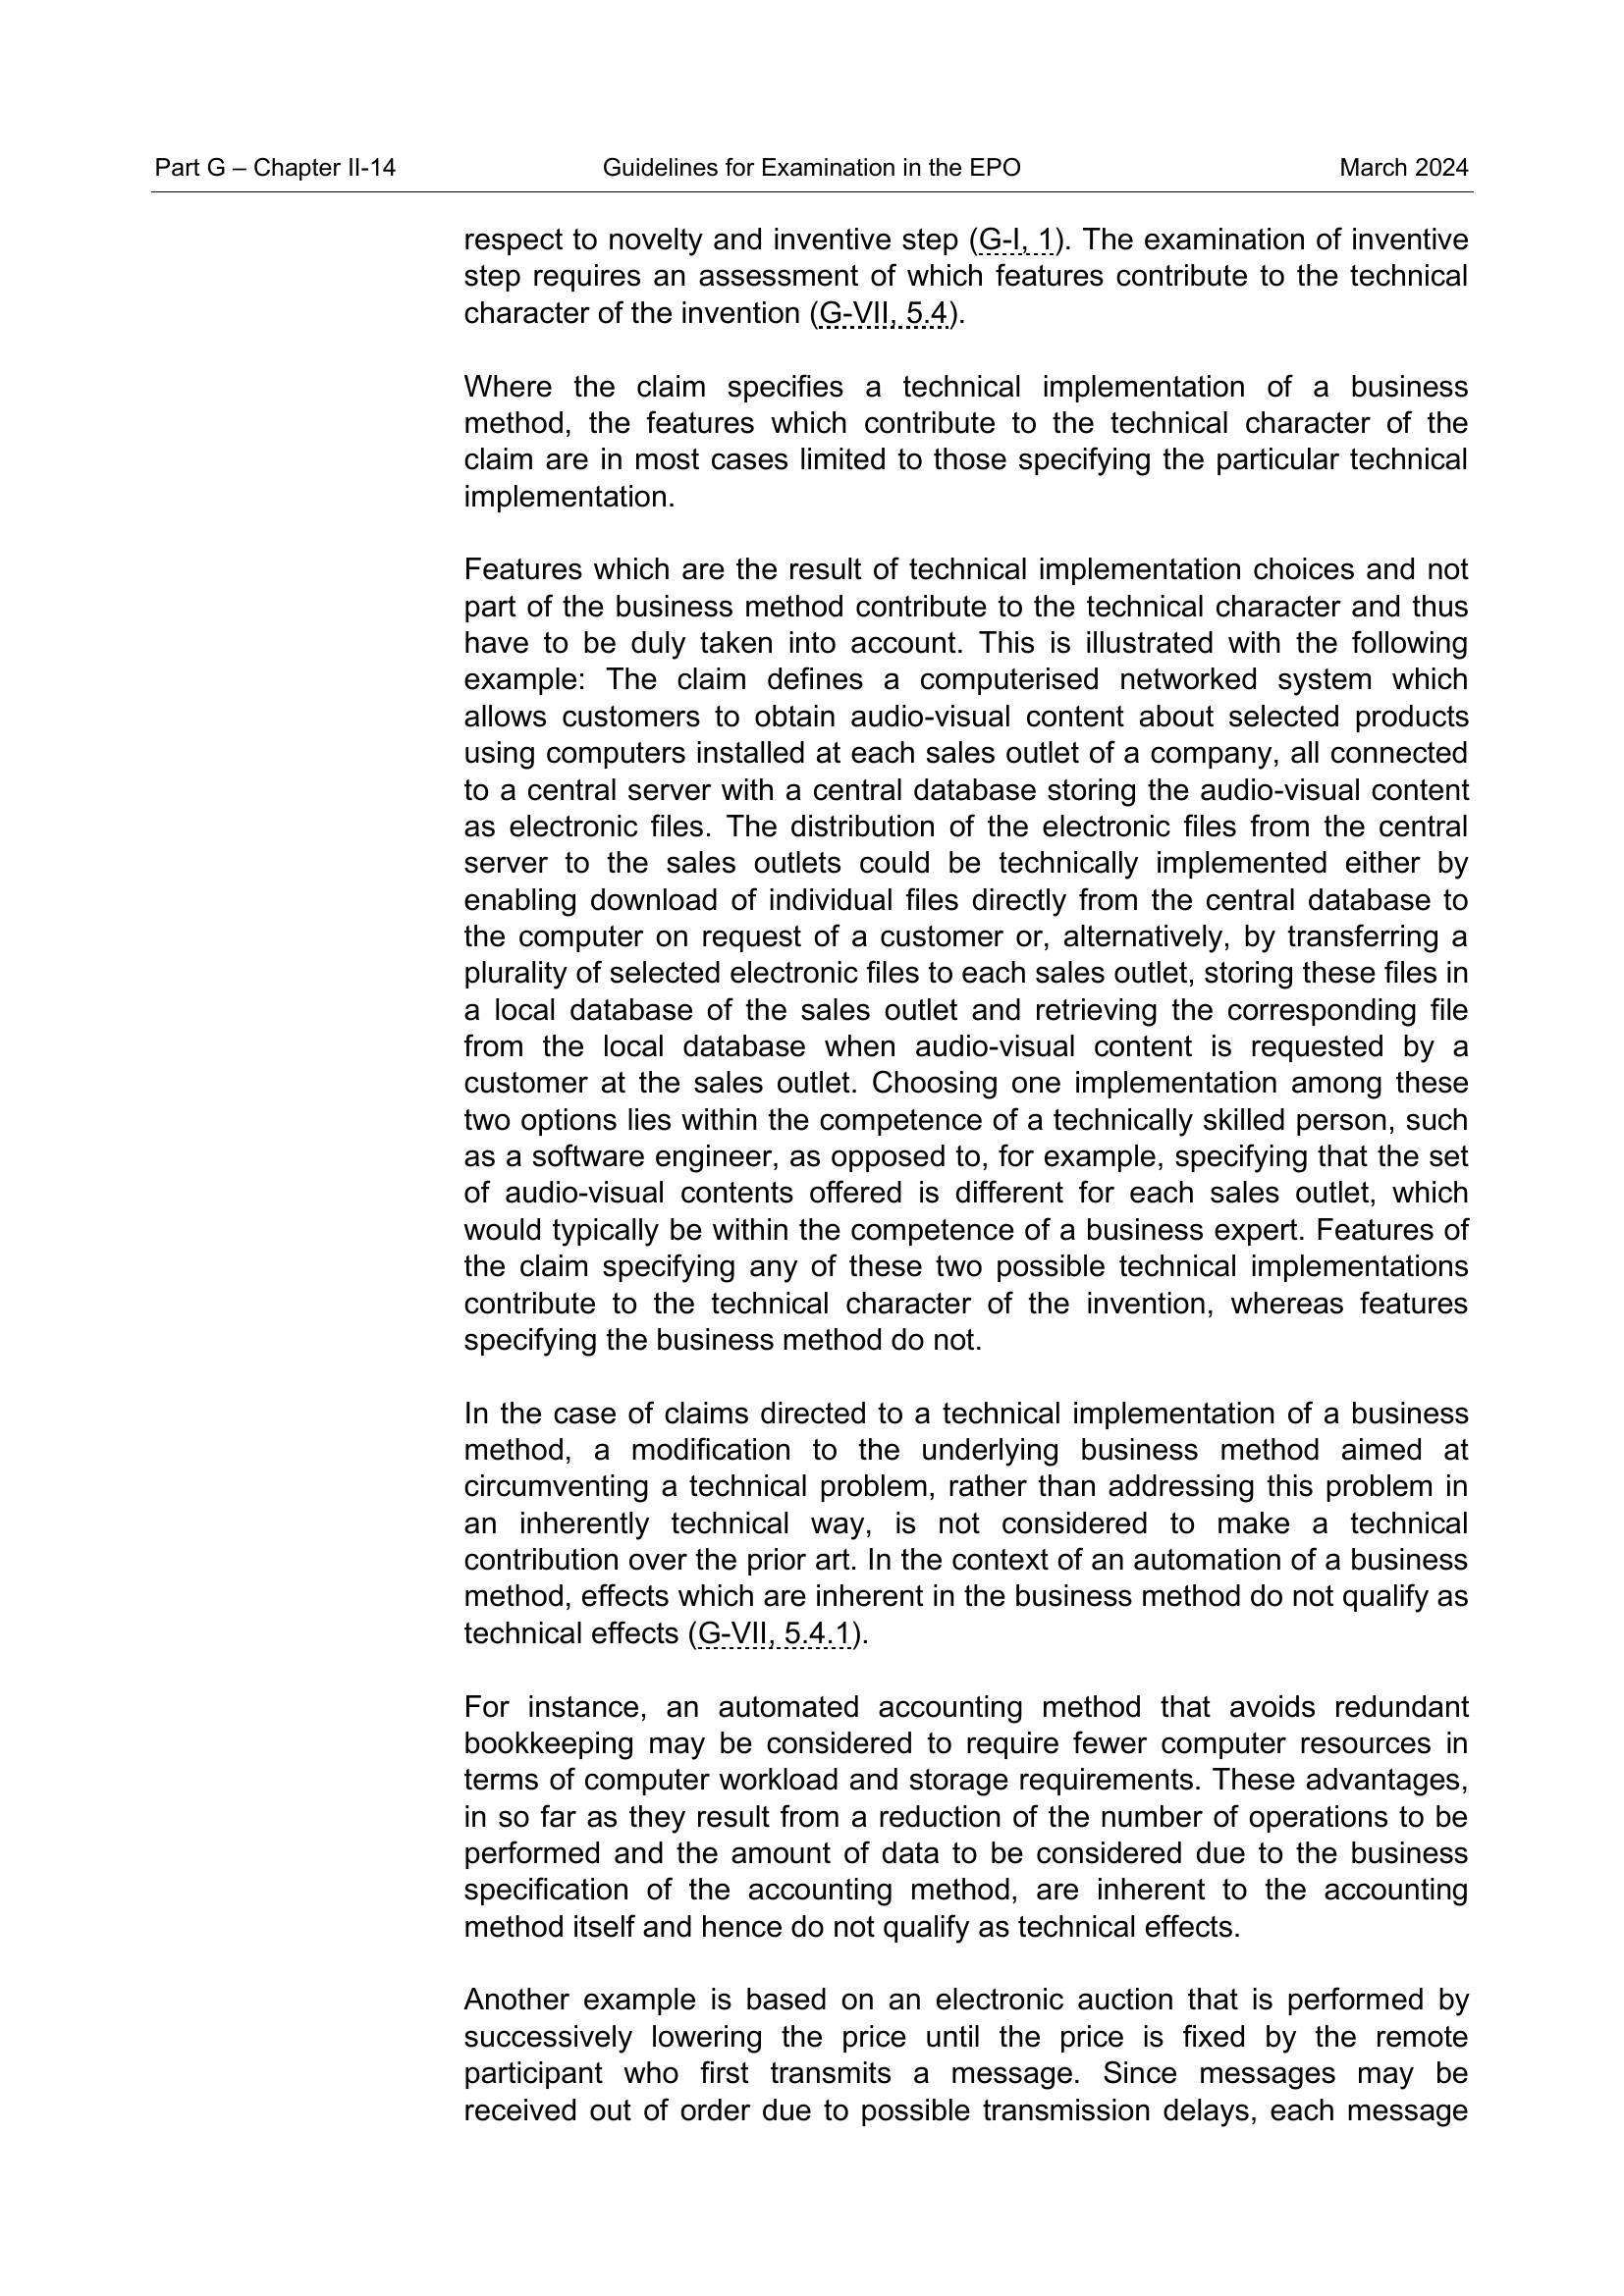 Part G – Chapter II-14 Guidelines for Examination in the EPO March 2024
respect to novelty and inventive step (G-I, 1). The examination of inventive
step requires an assessment of which features contribute to the technical
character of the invention (G-VII, 5.4).
Where the claim specifies a technical implementation of a business
method, the features which contribute to the technical character of the
claim are in most cases limited to those specifying the particular technical
implementation.
Features which are the result of technical implementation choices and not
part of the business method contribute to the technical character and thus
have to be duly taken into account. This is illustrated with the following
example: The claim defines a computerised networked system which
allows customers to obtain audio-visual content about selected products
using computers installed at each sales outlet of a company, all connected
to a central server with a central database storing the audio-visual content
as electronic files. The distribution of the electronic files from the central
server to the sales outlets could be technically implemented either by
enabling download of individual files directly from the central database to
the computer on request of a customer or, alternatively, by transferring a
plurality of selected electronic files to each sales outlet, storing these files in
a local database of the sales outlet and retrieving the corresponding file
from the local database when audio-visual content is requested by a
customer at the sales outlet. Choosing one implementation among these
two options lies within the competence of a technically skilled person, such
as a software engineer, as opposed to, for example, specifying that the set
of audio-visual contents offered is different for each sales outlet, which
would typically be within the competence of a business expert. Features of
the claim specifying any of these two possible technical implementations
contribute to the technical character of the invention, whereas features
specifying the business method do not.
In the case of claims directed to a technical implementation of a business
method, a modification to the underlying business method aimed at
circumventing a technical problem, rather than addressing this problem in
an inherently technical way, is not considered to make a technical
contribution over the prior art. In the context of an automation of a business
method, effects which are inherent in the business method do not qualify as
technical effects (G-VII, 5.4.1).
For instance, an automated accounting method that avoids redundant
bookkeeping may be considered to require fewer computer resources in
terms of computer workload and storage requirements. These advantages,
in so far as they result from a reduction of the number of operations to be
performed and the amount of data to be considered due to the business
specification of the accounting method, are inherent to the accounting
method itself and hence do not qualify as technical effects.
Another example is based on an electronic auction that is performed by
successively lowering the price until the price is fixed by the remote
participant who first transmits a message. Since messages may be
received out of order due to possible transmission delays, each message